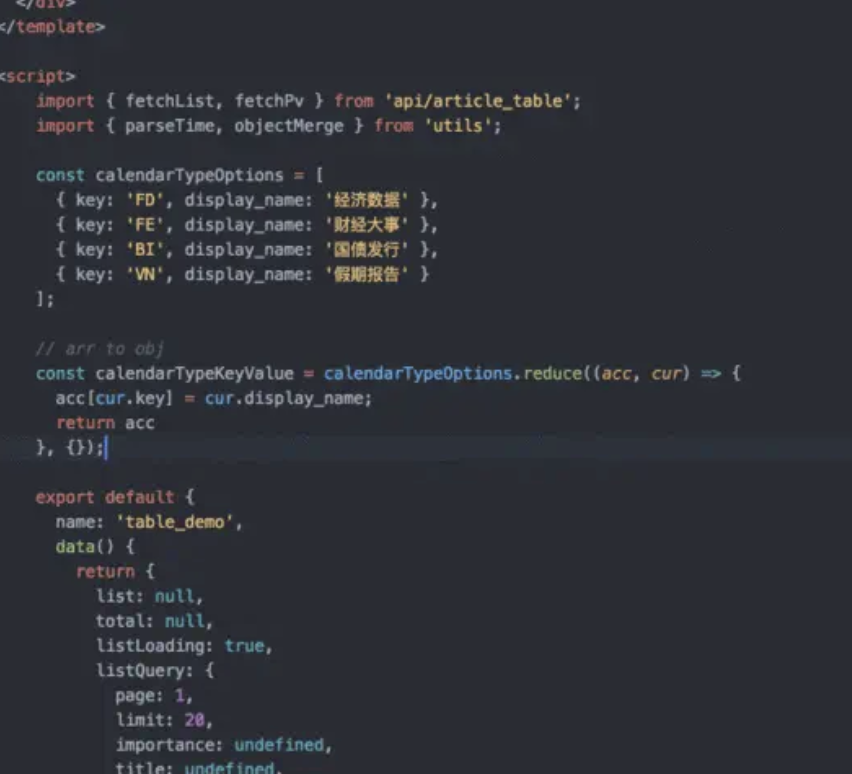 </div>
</template>
<script>
import { fetchList, fetchPv } from 'api/article_table';
import { parseTime, objectMerge } from 'utils';
const calendarTypeOptions = [
{ key: 'FD', display_name: '经济数据' },
{ key: 'FE', display_name: '财经大事' },
{ key: 'BI', display_name: '国债发行' },
{ key: 'VN', display_name: '假期报告' }
];
// arr to obj
const calendarTypeKeyValue = calendarTypeOptions.reduce((acc, cur) => {
acc[cur.key] = cur.display_name;
return acc
}, {});
export default {
name: 'table_demo',
data() {
return {
list: null,
total: null,
listLoading: true,
listQuery: {
page: 1,
limit: 20,
importance: undefined,
title: undefined,